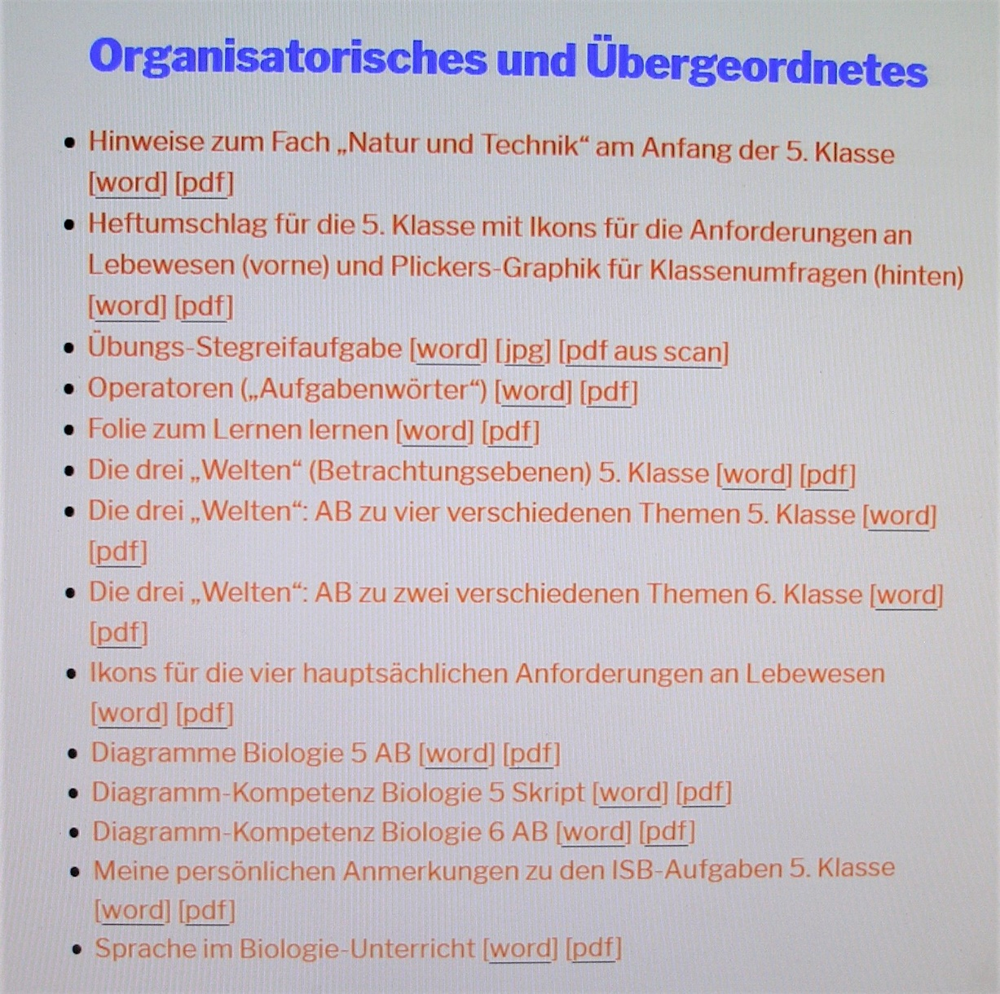 Organisatorisches und Übergeordnetes
• Hinweise zum Fach „Natur und Technik“ am Anfang der 5. Klasse
[word] [pdf]
• Heftumschlag für die 5. Klasse mit Ikons für die Anforderungen an
Lebewesen (vorne) und Plickers-Graphik für Klassenumfragen (hinten)
[word] [pdf]
• Übungs-Stegreifaufgabe [word] [jpg] [pdf aus scan]
• Operatoren („Aufgabenwörter“) [word] [pdf]
• Folie zum Lernen lernen [word] [pdf]
• Die drei „Welten“ (Betrachtungsebenen) 5. Klasse [word] [pdf]
• Die drei „Welten“: AB zu vier verschiedenen Themen 5. Klasse [word]
[pdf]
• Die drei „Welten“: AB zu zwei verschiedenen Themen 6. Klasse [word]
[pdf]
• Ikons für die vier hauptsächlichen Anforderungen an Lebewesen
[word] [pdf]
• Diagramme Biologie 5 AB [word] [pdf]
• Diagramm-Kompetenz Biologie 5 Skript [word] [pdf]
• Diagramm-Kompetenz Biologie 6 AB [word] [pdf]
• Meine persönlichen Anmerkungen zu den ISB-Aufgaben 5. Klasse
[word] [pdf]
• Sprache im Biologie-Unterricht [word] [pdf]